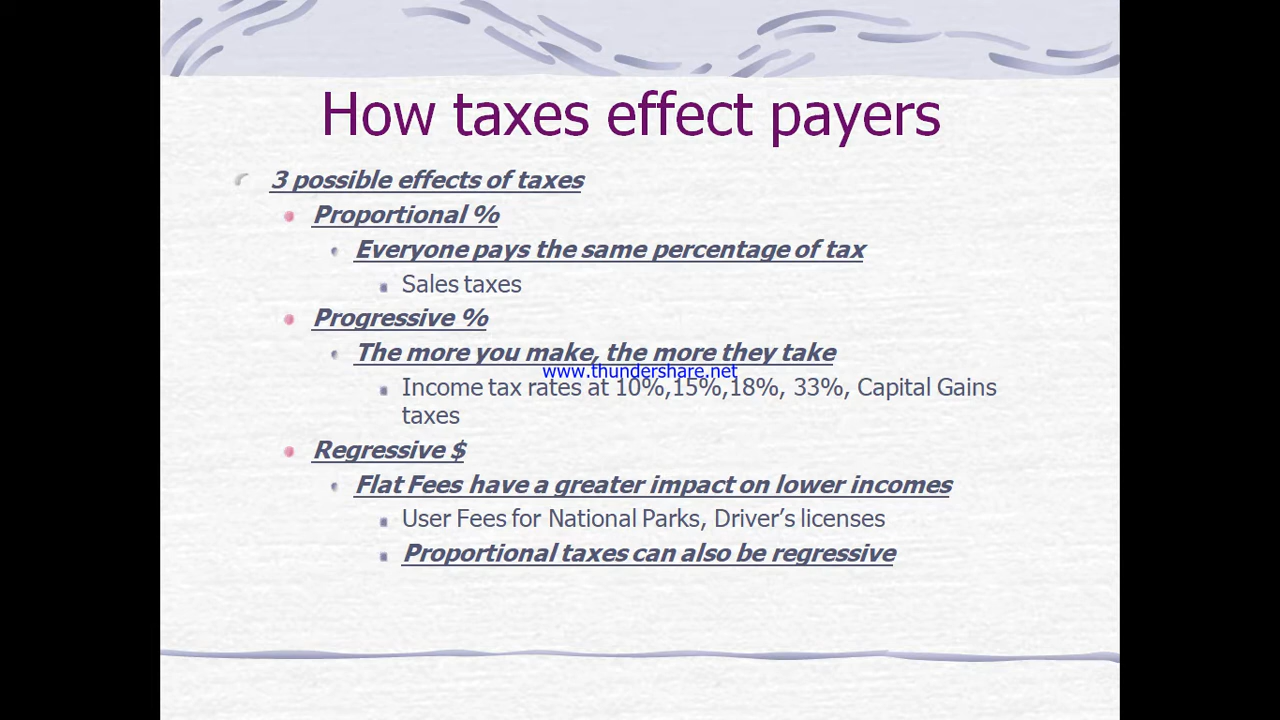 How taxes effect payers
3 possible effects of taxes
Proportional %
Everyone pays the same percentage of tax
Sales taxes
Progressive %
The more you make, the more they take
www.thundershare.net
Income tax rates at 10%,15%,18%, 33%, Capital Gains
taxes
Regressive $
Flat Fees have a greater impact on lower incomes
User Fees for National Parks, Driver's licenses
Proportional taxes can also be regressive